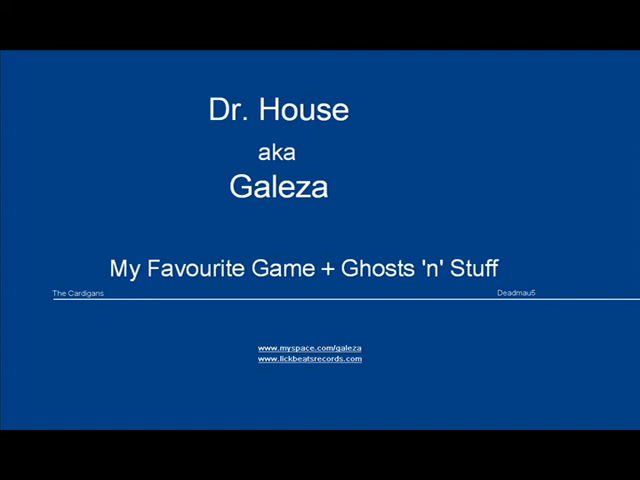 Dr. House
aka
Galeza
My Favourite Game + Ghosts 'n' Stuff
The Cardigans Deadmau5
www.myspace.com/galeza
www.lickbeatsrecords.com